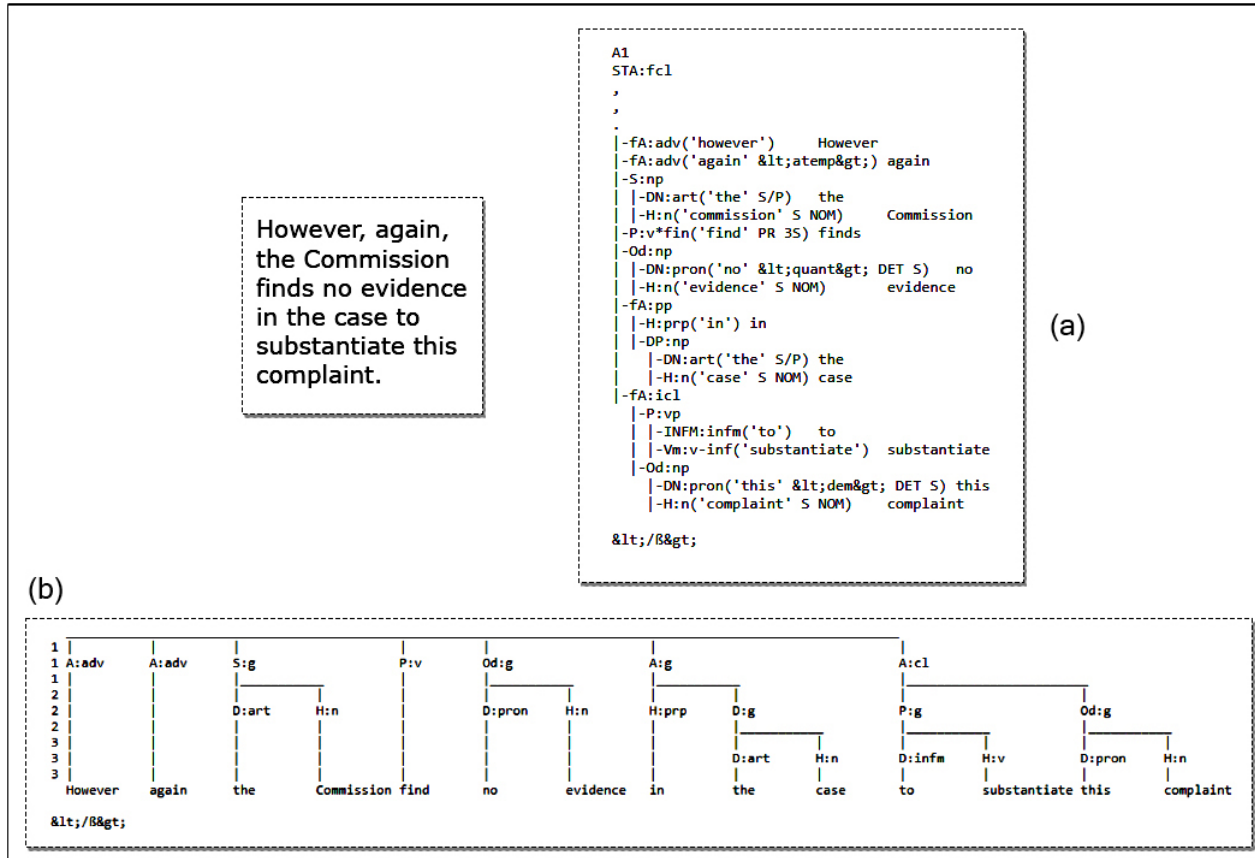 A1
STA:fcl
,
,
.
|-fA:adv('however')     However
|-fA:adv('again' &lt;atemp&gt;) again
|-S:np
| |-DN:art('the' S/P)   the
| |-H:n('commission' S NOM)     Commission
|-P:v*fin('find' PR 3S) finds
|-Od:np
| |-DN:pron('no' &lt;quant&gt; DET S)   no
| |-H:n('evidence' S NOM)       evidence
|-fA:pp
| |-H:prp('in') in
| |-DP:np
|   |-DN:art('the' S/P) the
|   |-H:n('case' S NOM) case
|-fA:icl
  |-P:vp
  | |-INFM:infm('to')   to
  | |-Vm:v-inf('substantiate')  substantiate
  |-Od:np
    |-DN:pron('this' &lt;dem&gt; DET S) this
    |-H:n('complaint' S NOM)    complaint
&lt;/ß&gt;
However, again,
the Commission
finds no evidence
in the case to
substantiate this
complaint.
(a)
(b)
1
1 A:adv A:adv S:g P:v Od:g A:g A:cl
1
2
2 D:art H:n D:pron H:n H:prp D:g P:g Od:g
2
3
3 D:art H:n D:infm H:v D:pron H:n
3
However again the Commission find no evidence in the case to substantiate this complaint
&lt;/ß&gt;